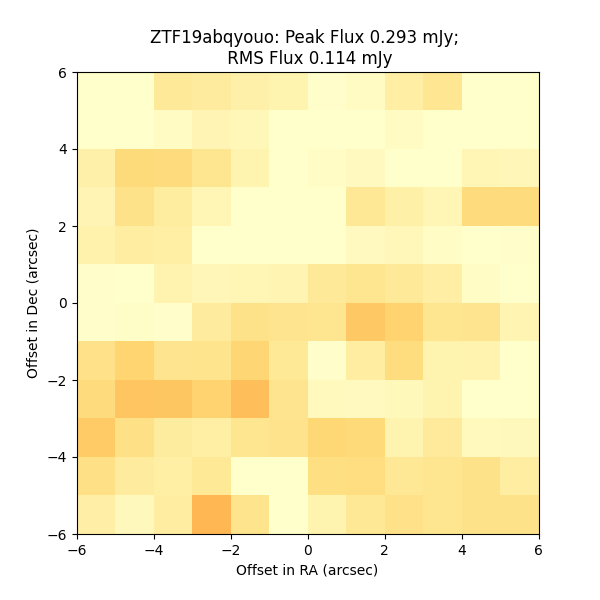 ZTF19abqyouo: Peak Flux 0.293 mJy;
RMS Flux 0.114 mJy
6
4
2
0
−2
−4
−6
Offset in Dec (arcsec)
−6 −4 −2 0 2 4 6
Offset in RA (arcsec)